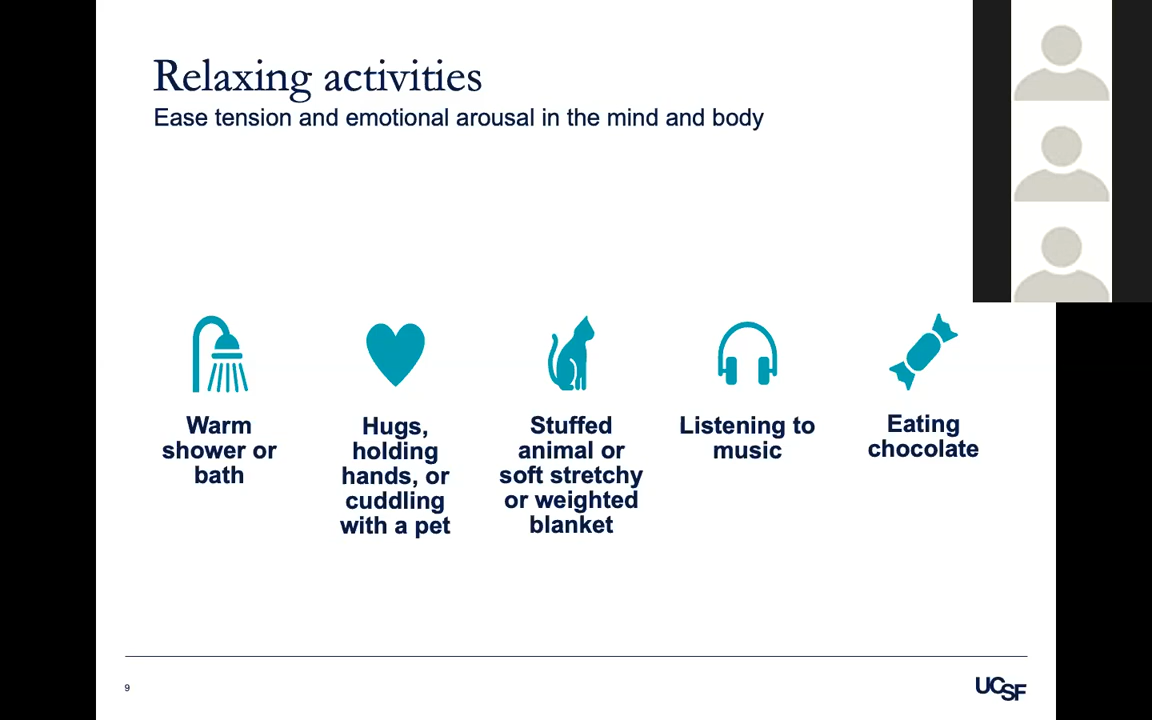 Relaxing activities
Ease tension and emotional arousal in the mind and body
Warm
shower or
bath
Hugs,
holding
hands, or
cuddling
with a pet
Stuffed
animal or
soft stretchy
or weighted
blanket
Listening to
music
Eating
chocolate
9
UCSF